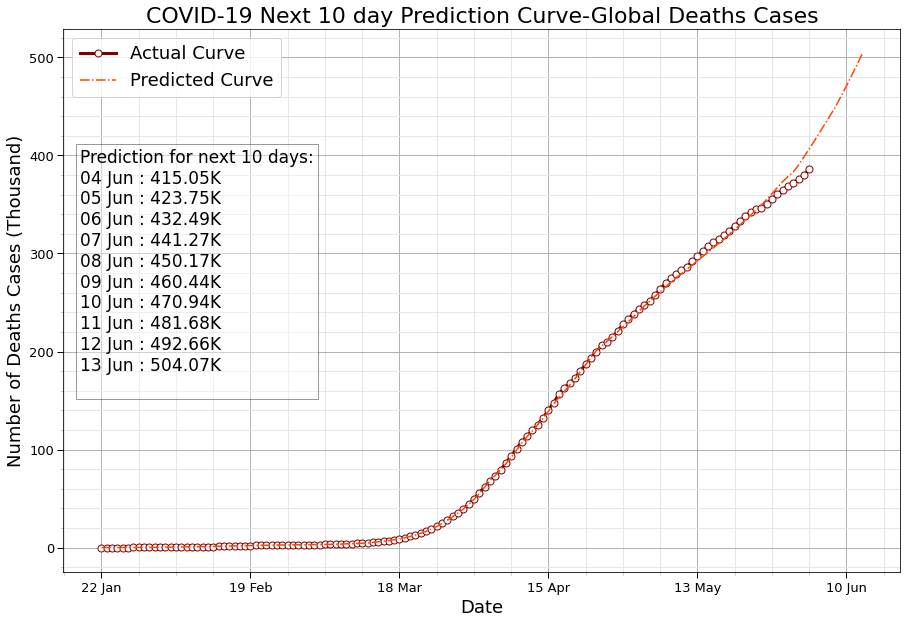 COVID-19 Next 10 day Prediction Curve-Global Deaths Cases
Actual Curve
Predicted Curve
Prediction for next 10 days:
04 Jun : 415.05K
05 Jun : 423.75K
06 Jun : 432.49K
07 Jun : 441.27K
08 Jun : 450.17K
09 Jun : 460.44K
10 Jun : 470.94K
11 Jun : 481.68K
12 Jun : 492.66K
13 Jun : 504.07K
Number of Deaths Cases (Thousand)
500
400
300
200
100
0
22 Jan
19 Feb
18 Mar
15 Apr
13 May
10 Jun
Date